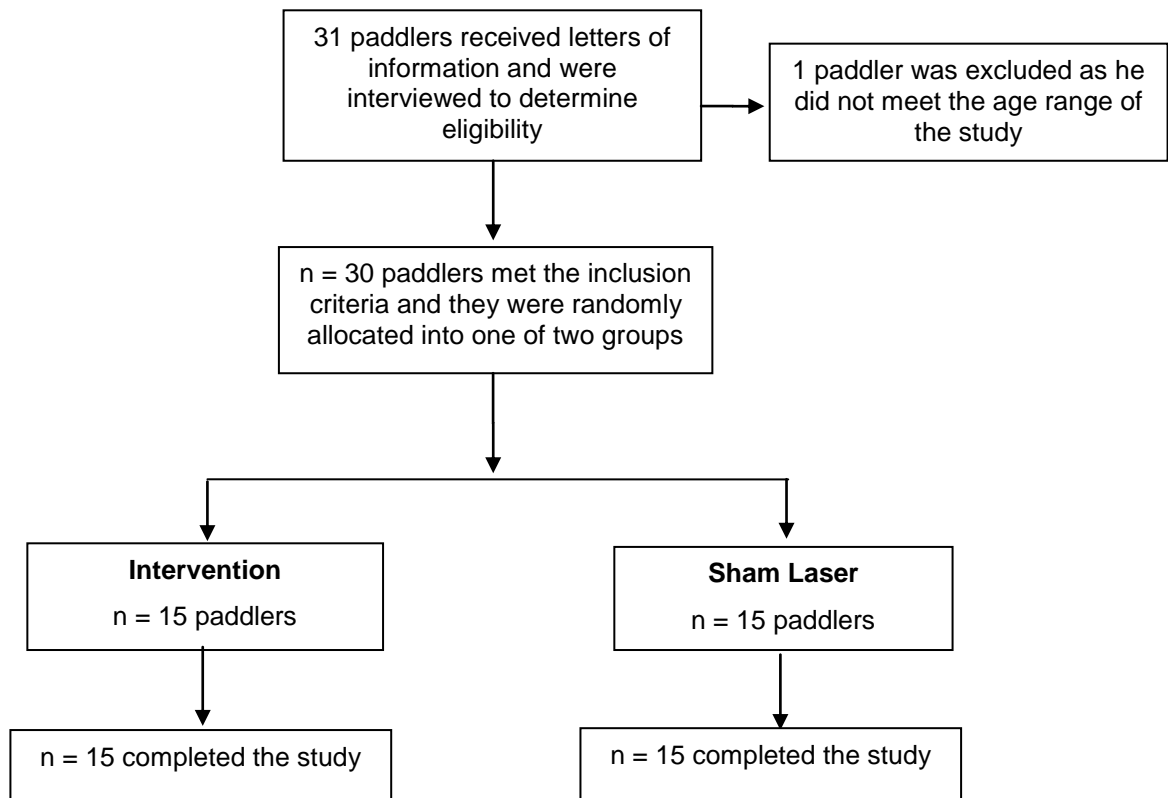 31 paddlers received letters of
information and were
interviewed to determine
eligibility
1 paddler was excluded as he
did not meet the age range of
the study
n = 30 paddlers met the inclusion
criteria and they were randomly
allocated into one of two groups
Intervention
n = 15 paddlers
Sham Laser
n = 15 paddlers
n = 15 completed the study
n = 15 completed the study